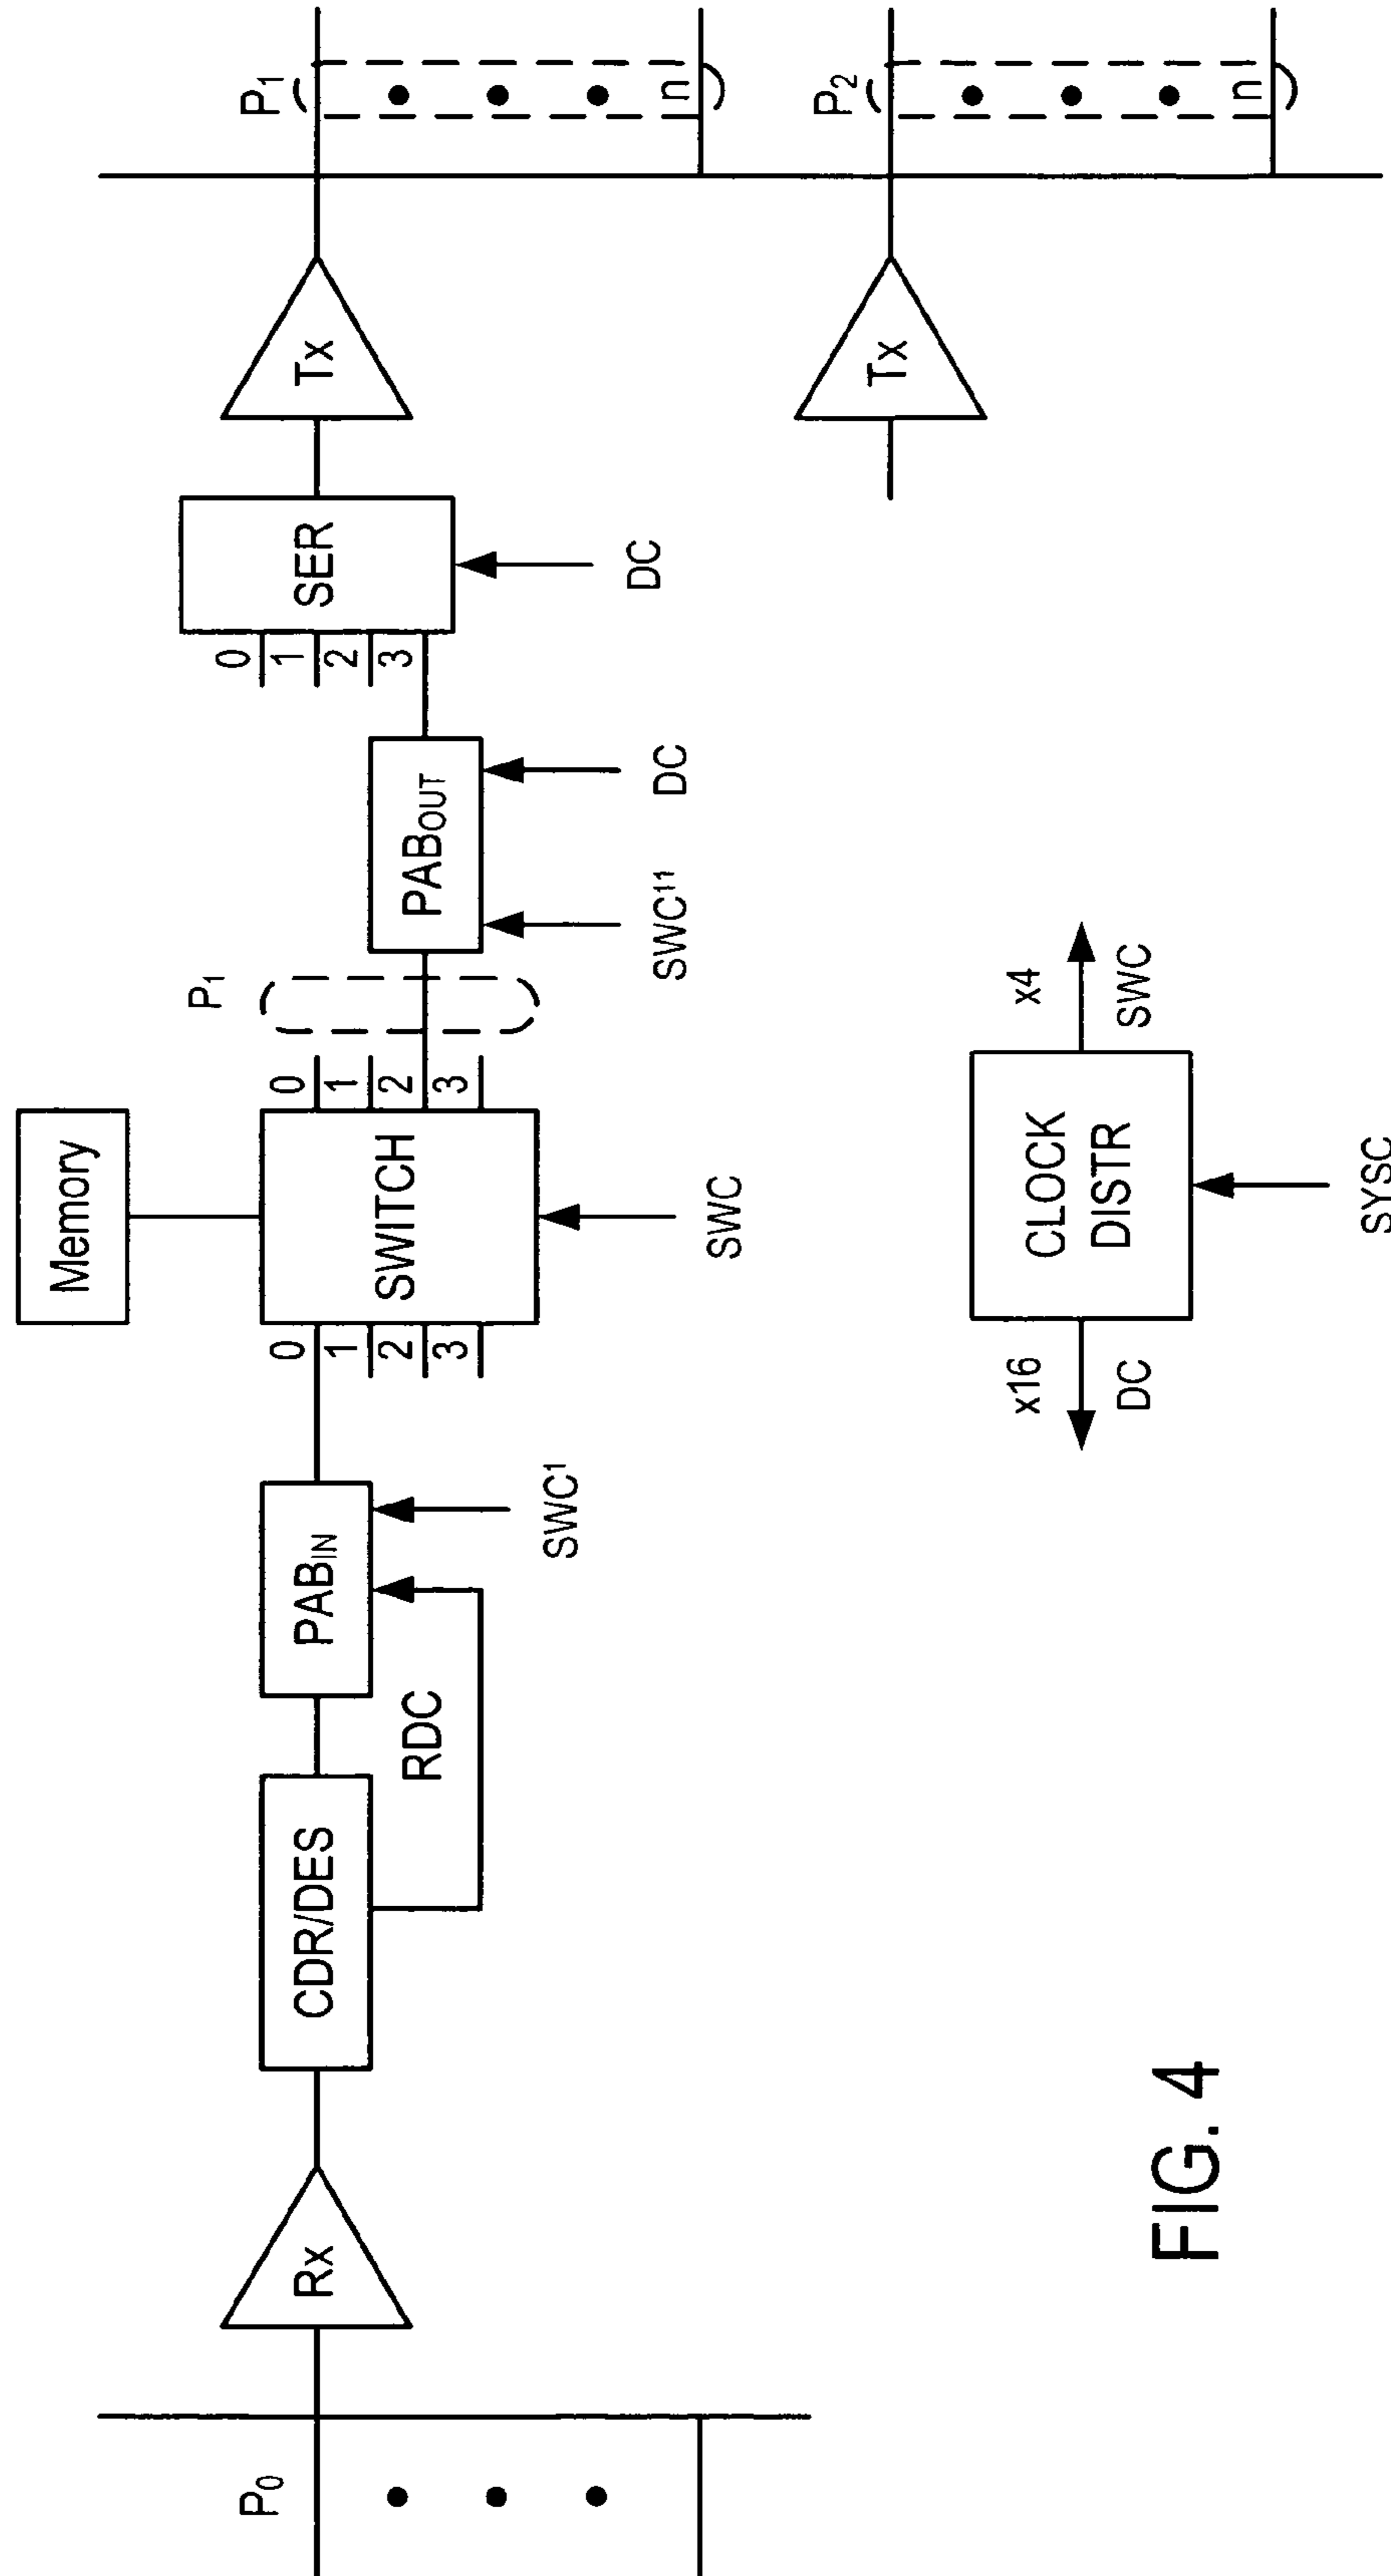 P0
Rx
CDR/DES
RDC
PABIN
SWC1
Memory
0
1
2
3
SWITCH
0
1
2
3
SWC
P1
PABOUT
SWC11
DC
0
1
2
3
SER
DC
Tx
P1
n
Tx
P2
n
x16
DC
CLOCK
DISTR
SYSC
x4
SWC
FIG. 4